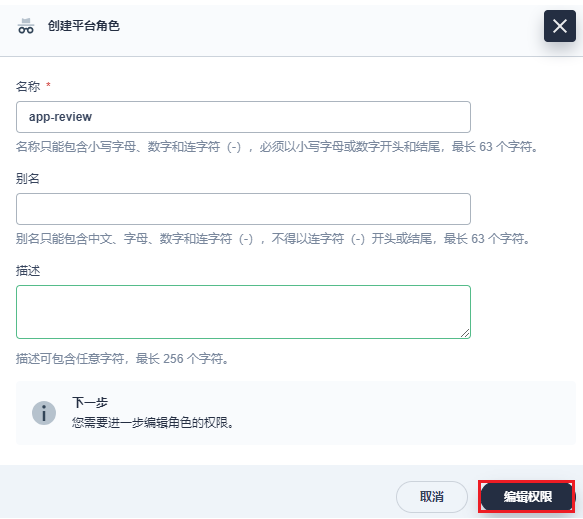 创建平台角色
名称 *
app-review
名称只能包含小写字母、数字和连字符（-），必须以小写字母或数字开头和结尾，最长 63 个字符。
别名
别名只能包含中文、字母、数字和连字符（-），不得以连字符（-）开头或结尾，最长 63 个字符。
描述
描述可包含任意字符，最长 256 个字符。
下一步
您需要进一步编辑角色的权限。
取消
编辑权限